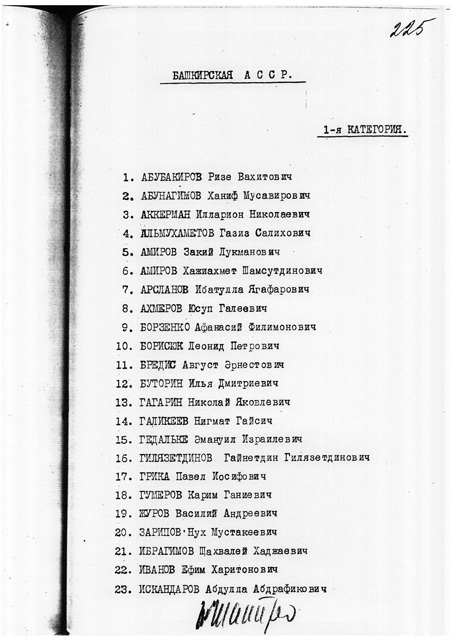 225
БАШКИРСКАЯ А С С Р.
1-я КАТЕГОРИЯ.
1. АБУБАКИРОВ Ризе Вахитович
2. АБУНАГИМОВ Ханиф Мусавирович
3. АККЕРМАН Илларион Николаевич
4. АЛЬМУХАМЕТОВ Газиз Салихович
5. АМИРОВ Закий Лукманович
6. АМИРОВ Хажиахмет Шамсутдинович
7. АРСЛАНОВ Ибатулла Ягафарович
8. АХМЕРОВ Юсуп Галеевич
9. БОРЗЕНКО Афанасий Филимонович
10. БОРИСЮК Леонид Петрович
11. БРЕДИС Август Эрнестович
12. БУТОРИН Илья Дмитриевич
13. ГАГАРИН Николай Яковлевич
14. ГАЛИКЕЕВ Нигмат Гайсич
15. ГЕДАЛЬКЕ Эмануил Израилевич
16. ГИЛЯЗЕТДИНОВ Гайнетдин Гилязетдинович
17. ГРИКА Павел Иосифович
18. ГУМЕРОВ Карим Ганиевич
19. ЖУРОВ Василий Андреевич
20. ЗАРИПОВ Нух Мустакеевич
21. ИБРАГИМОВ Щахвалей Хаджаевич
22. ИВАНОВ Ефим Харитонович
23. ИСКАНДАРОВ Абдулла Абдрафикович